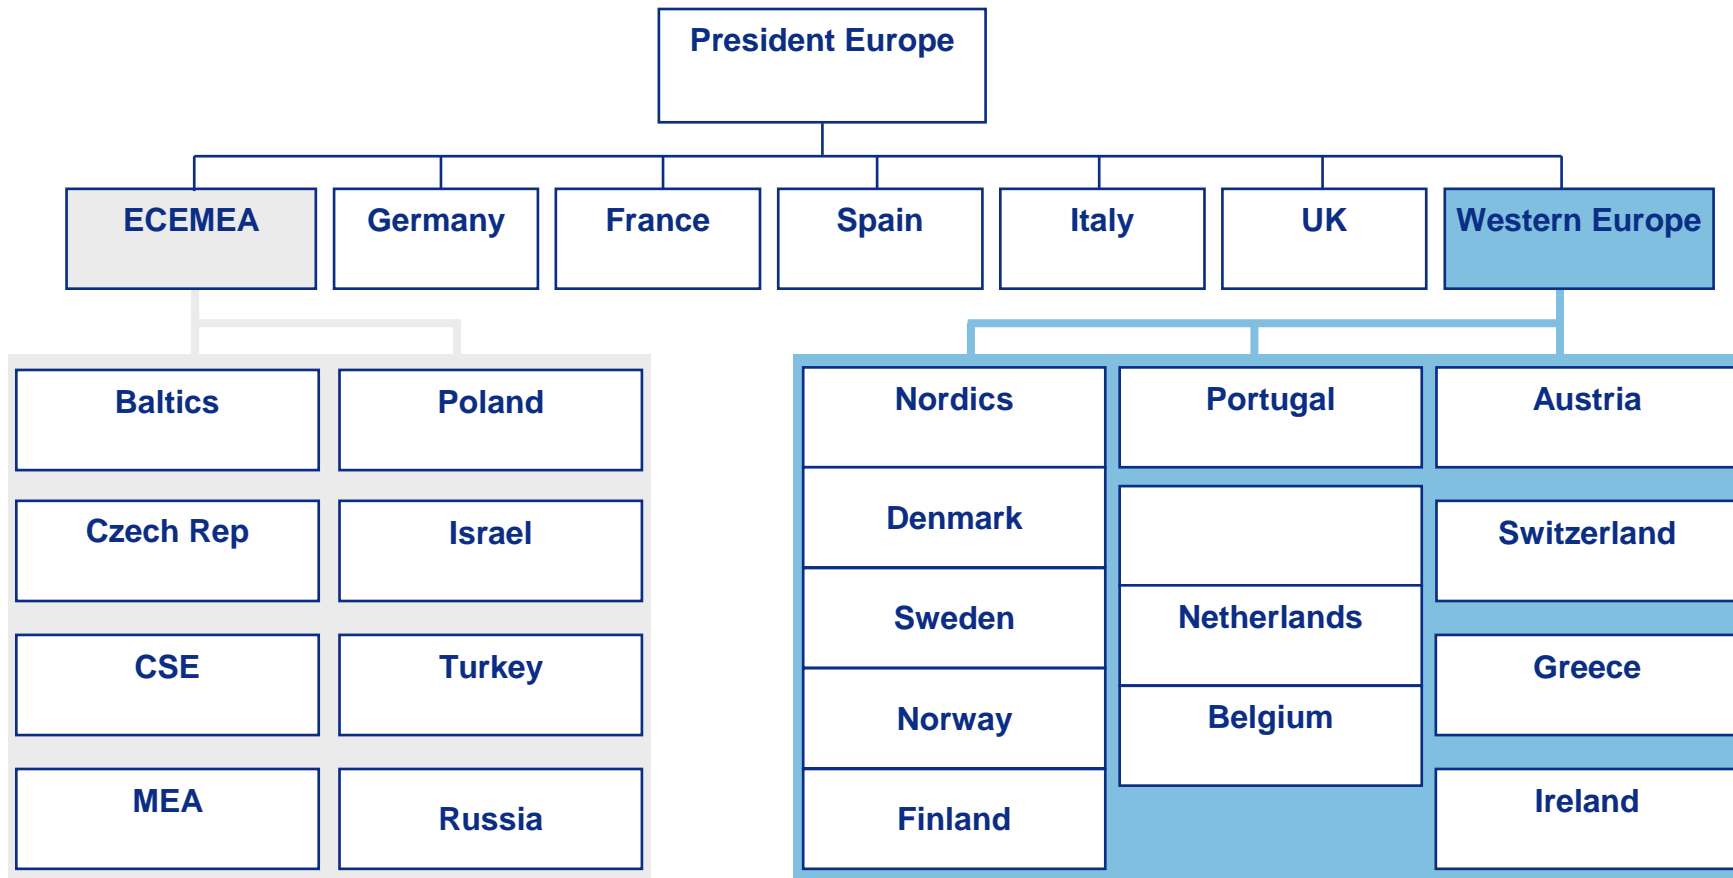 President Europe
ECEMEA
Germany
France
Spain
Italy
UK
Western Europe
Baltics
Poland
Czech Rep
Israel
CSE
Turkey
MEA
Russia
Nordics
Denmark
Sweden
Norway
Finland
Portugal
Netherlands
Belgium
Austria
Switzerland
Greece
Ireland